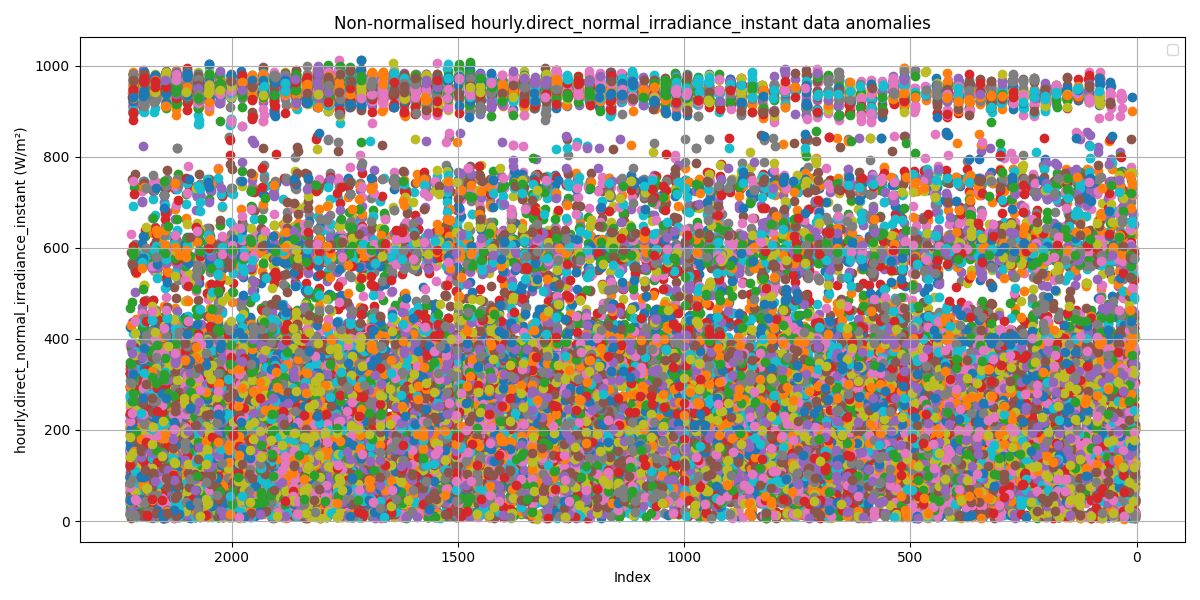 Non-normalised hourly.direct_normal_irradiance_instant data anomalies
hourly.direct_normal_irradiance_instant (W/m²)
1000
800
600
400
200
0
2000 1500 1000 500 0
Index